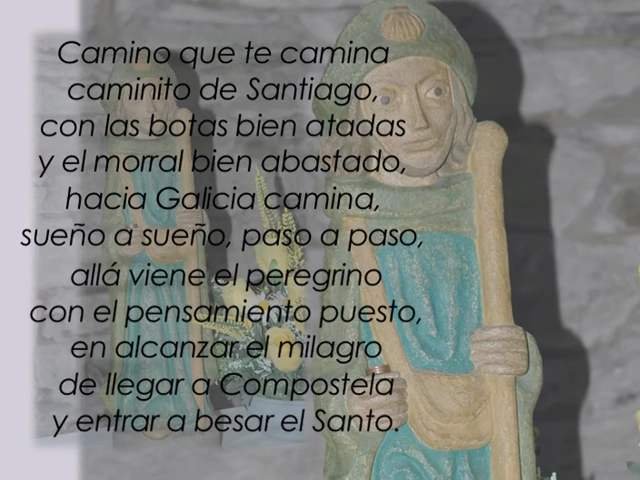 Camino que te camina
caminito de Santiago,
con las botas bien atadas
y el morral bien abastado,
hacia Galicia camina,
sueño a sueño, paso a paso,
allá viene el peregrino
con el pensamiento puesto,
en alcanzar el milagro
de llegar a Compostela
y entrar a besar el Santo.